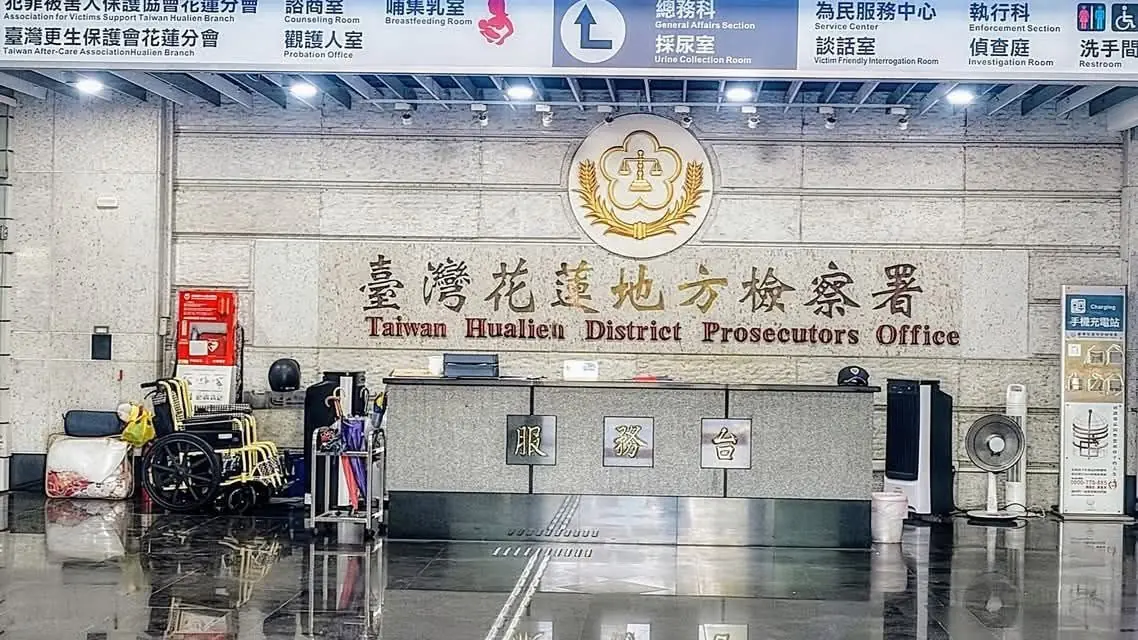 犯罪被害人保護協會花蓮分會
Association for Victims Support Taiwan Hualien Branch
臺灣更生保護會花蓮分會
Taiwan After-Care AssociationHualien Branch
諮商室
Counseling Room
觀護人室
Probation Office
哺集乳室
Breastfeeding Room
總務科
General Affairs Section
採尿室
Urine Collection Room
為民服務中心
Service Center
談話室
Victim Friendly Interrogation Room
執行科
Enforcement Section
偵查庭
Investigation Room
洗手間
Restroom
臺灣花蓮地方檢察署
Taiwan Hualien District Prosecutors Office
服務台
Charging
手機充電站